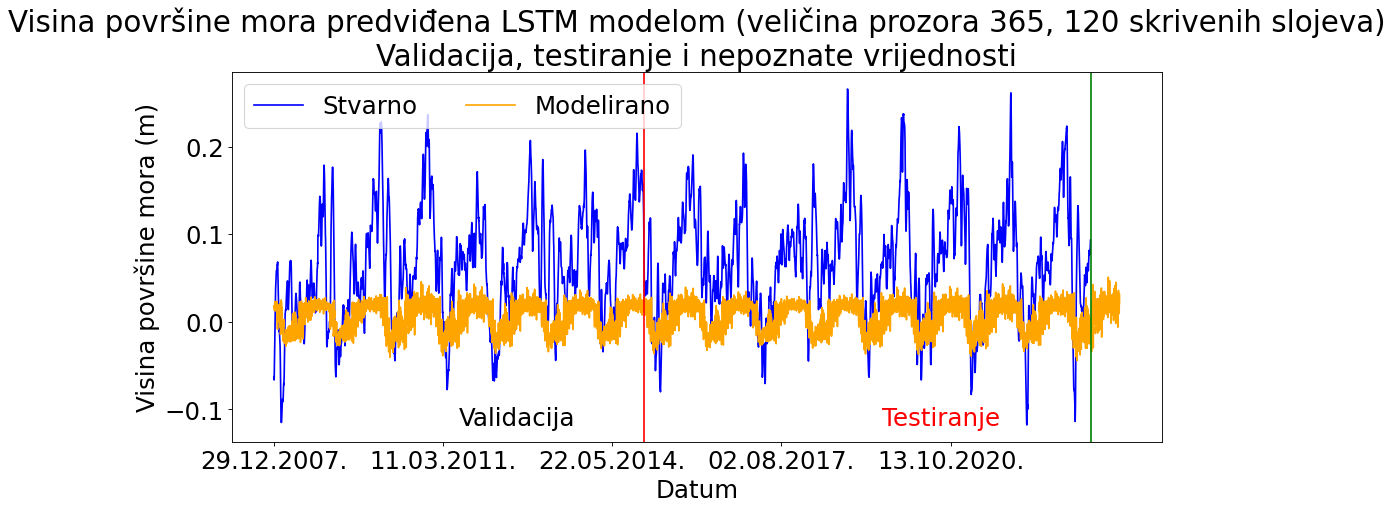 Visina površine mora predviđena LSTM modelom (veličina prozora 365, 120 skrivenih slojeva)
Validacija, testiranje i nepoznate vrijednosti
Stvarno
Modelirano
Visina površine mora (m)
0.2
0.1
0.0
−0.1
Validacija
Testiranje
29.12.2007.
11.03.2011.
22.05.2014.
02.08.2017.
13.10.2020.
Datum